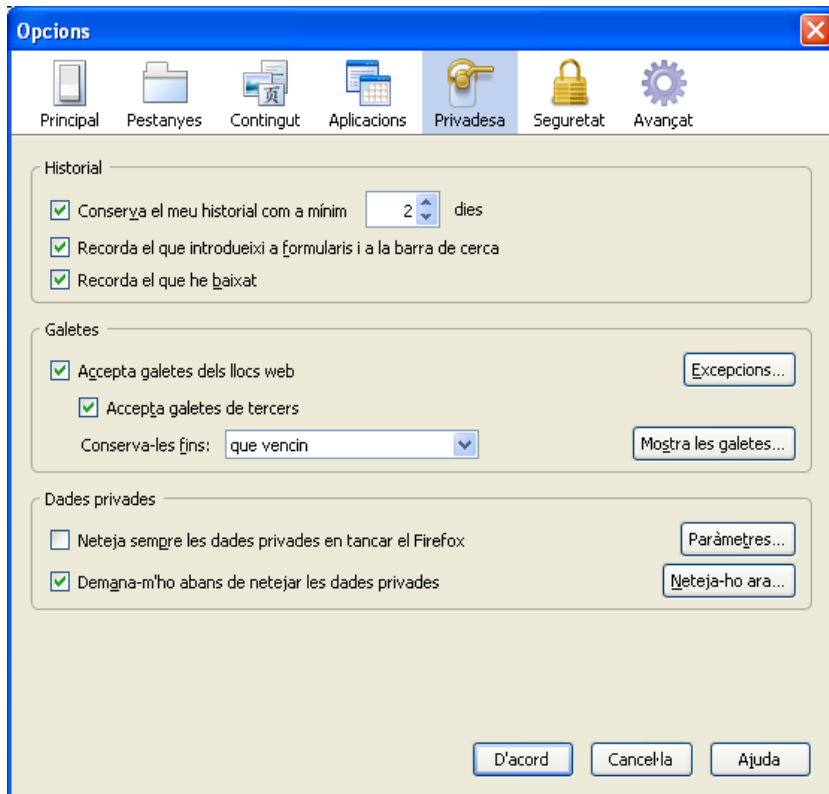 Opcions
Principal Pestanyes Contingut Aplicacions Privadesa Seguretat Avançat
Historial
Conserva el meu historial com a mínim 2 dies
Recorda el que introdueixi a formularis i a la barra de cerca
Recorda el que he baixat
Galetes
Accepta galetes dels llocs web Excepcions...
Accepta galetes de tercers
Conserva-les fins: que vencin Mostra les galetes...
Dades privades
Neteja sempre les dades privades en tancar el Firefox Paràmetres...
Demana-m'ho abans de netejar les dades privades Neteja-ho ara...
D'acord Cancel·la Ajuda